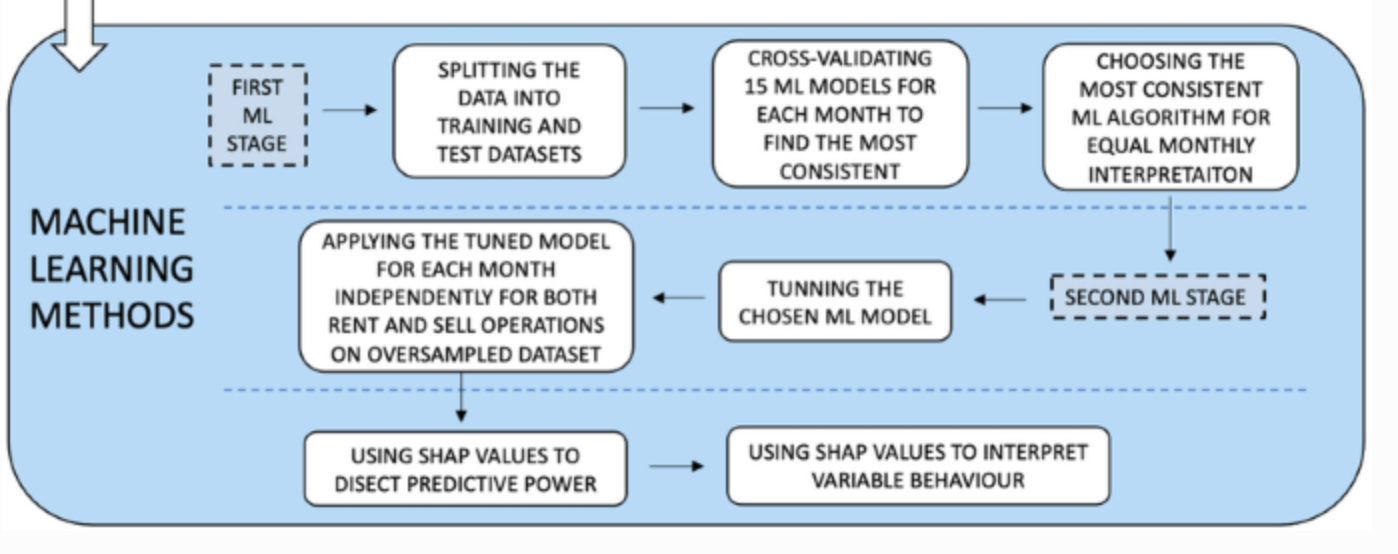 FIRST
ML
STAGE
SPLITTING THE
DATA INTO
TRAINING AND
TEST DATASETS
CROSS-VALIDATING
15 ML MODELS FOR
EACH MONTH TO
FIND THE MOST
CONSISTENT
CHOOSING THE
MOST CONSISTENT
ML ALGORITHM FOR
EQUAL MONTHLY
INTERPRETAITON
MACHINE
LEARNING
METHODS
SECOND ML STAGE
TUNNING THE
CHOSEN ML MODEL
APPLYING THE TUNED MODEL
FOR EACH MONTH
INDEPENDENTLY FOR BOTH
RENT AND SELL OPERATIONS
ON OVERSAMPLED DATASET
USING SHAP VALUES TO
DISECT PREDICTIVE POWER
USING SHAP VALUES TO INTERPRET
VARIABLE BEHAVIOUR